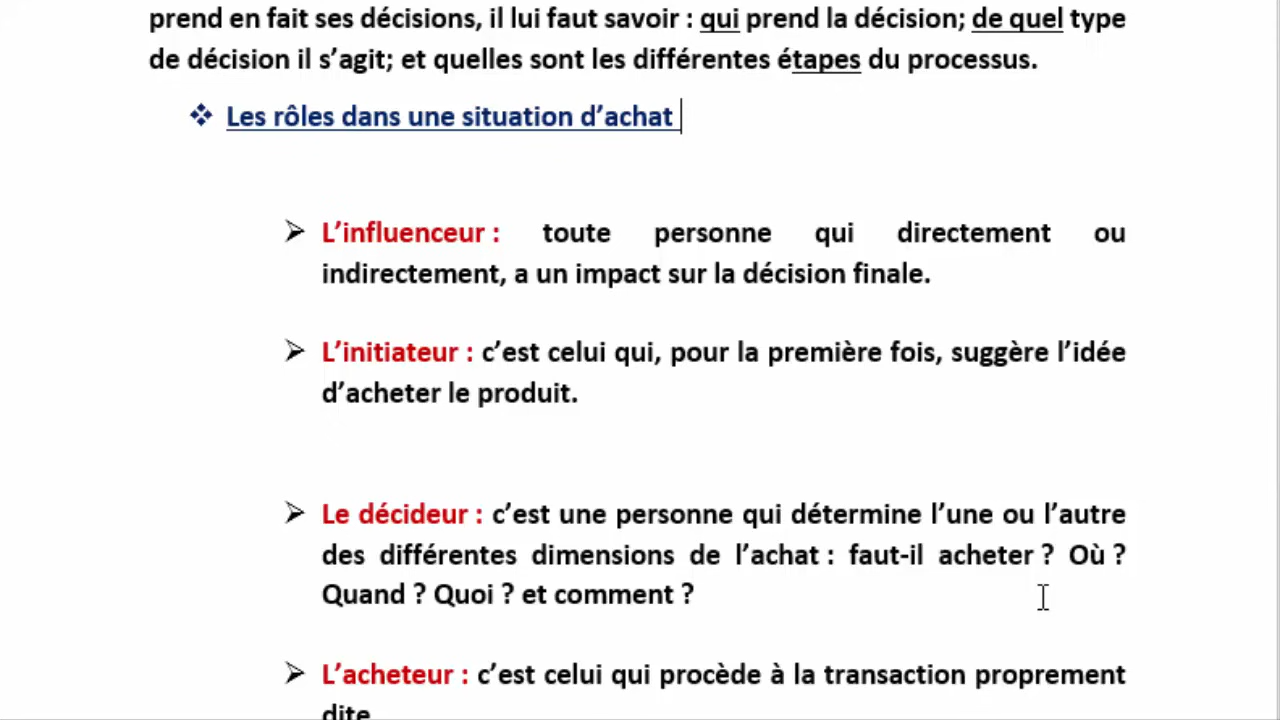 prend en fait ses décisions, il lui faut savoir : qui prend la décision; de quel type
de décision il s’agit; et quelles sont les différentes étapes du processus.
❖ Les rôles dans une situation d’achat
➢ L’influenceur : toute personne qui directement ou
indirectement, a un impact sur la décision finale.
➢ L’initiateur : c’est celui qui, pour la première fois, suggère l’idée
d’acheter le produit.
➢ Le décideur : c’est une personne qui détermine l’une ou l’autre
des différentes dimensions de l’achat : faut-il acheter ? Où ?
Quand ? Quoi ? et comment ?
➢ L’acheteur : c’est celui qui procède à la transaction proprement
dite